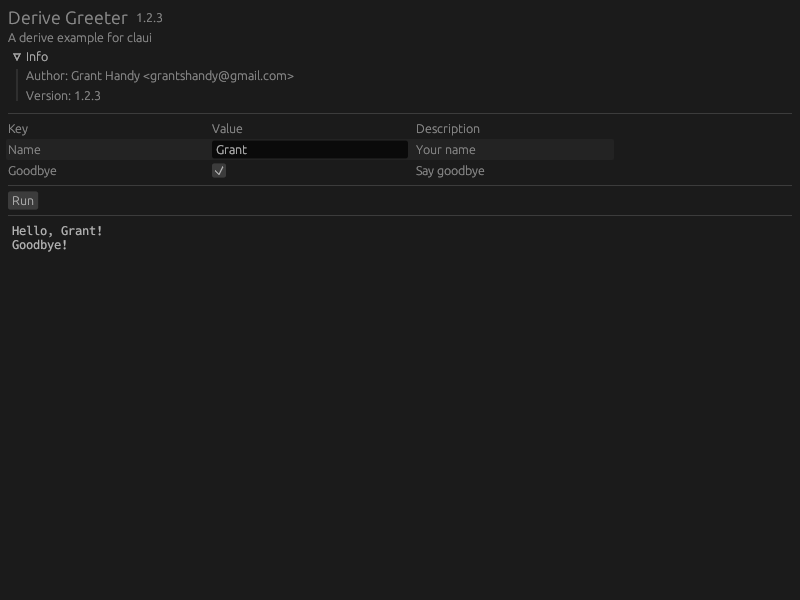 Derive Greeter 1.2.3
A derive example for claui
Info
Author: Grant Handy <grantshandy@gmail.com>
Version: 1.2.3
Key Value Description
Name Grant Your name
Goodbye Say goodbye
Run
Hello, Grant!
Goodbye!